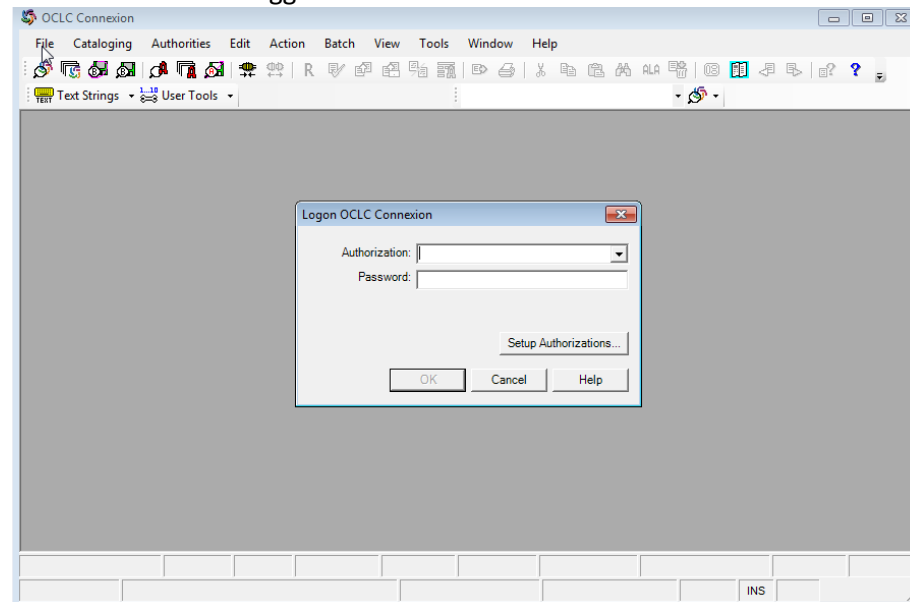 OCLC Connexion
File Cataloging Authorities Edit Action Batch View Tools Window Help
R ALA
TEXT Text Strings User Tools
Logon OCLC Connexion
Authorization:
Password:
Setup Authorizations...
OK Cancel Help
INS